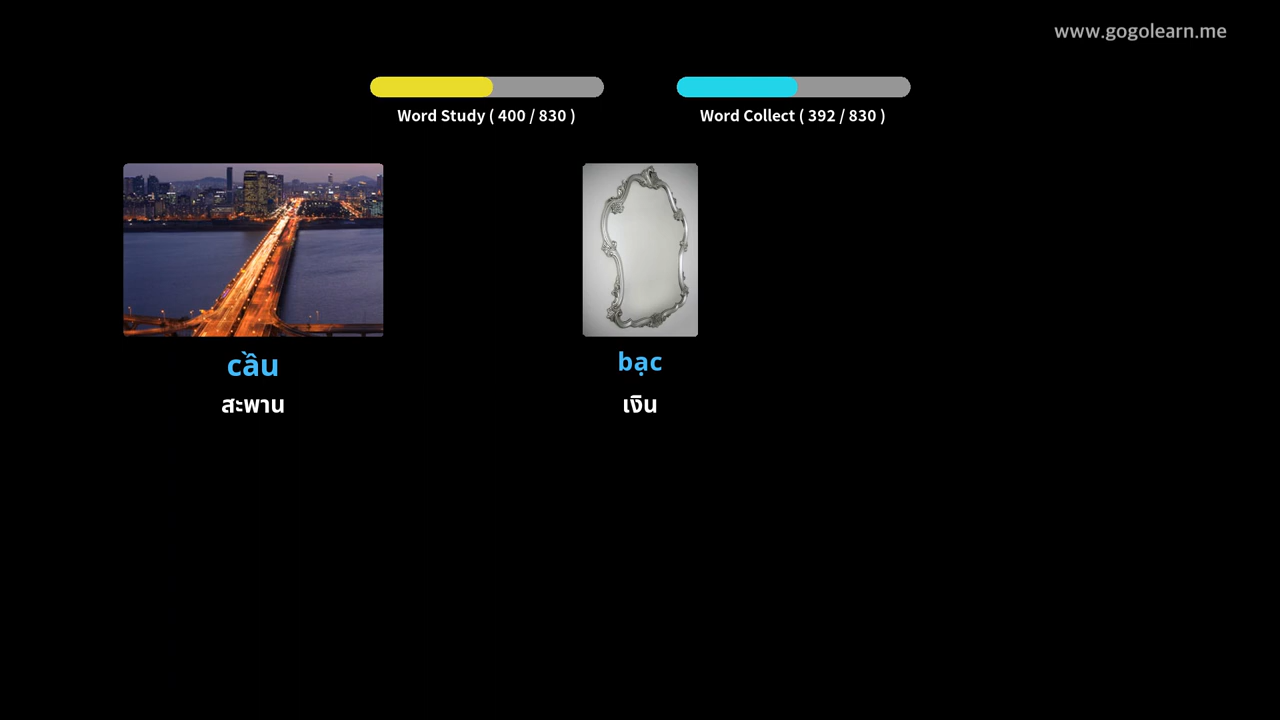 www.gogolearn.me
Word Study ( 400 / 830 )
Word Collect ( 392 / 830 )
cầu
สะพาน
bạc
เงิน